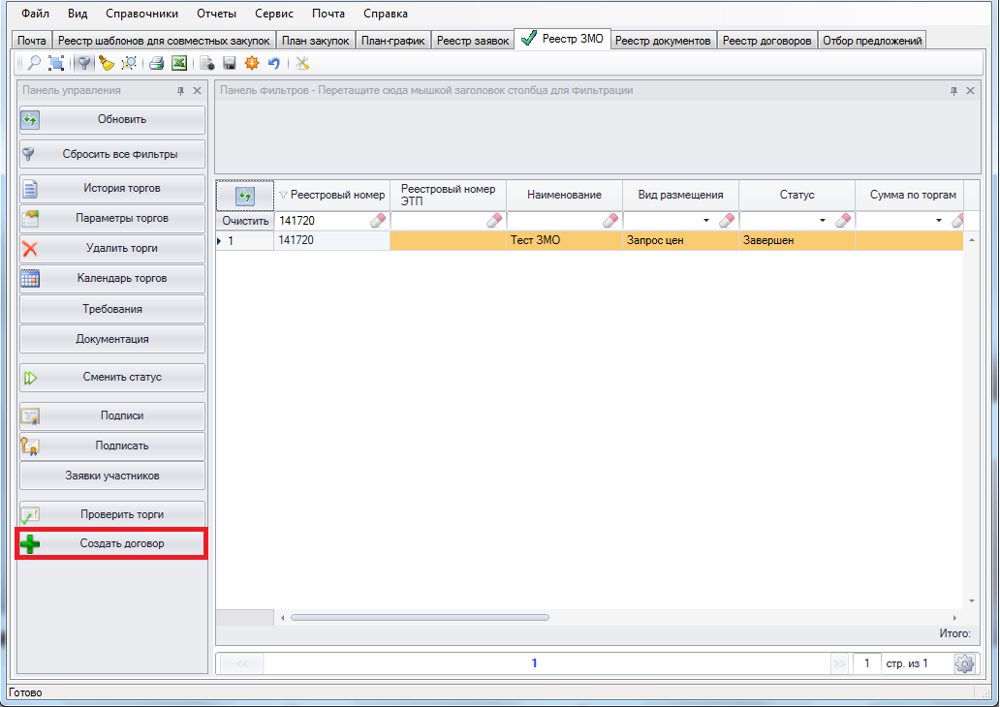 Файл Вид Справочники Отчеты Сервис Почта Справка
Почта Реестр шаблонов для совместных закупок План закупок План-график Реестр заявок Реестр ЗМО Реестр документов Реестр договоров Отбор предложений
Панель управления
Панель Фильтров - Перетащите сюда мышкой заголовок столбца для фильтрации
Обновить
Сбросить все фильтры
История торгов
Параметры торгов
Удалить торги
Календарь торгов
Требования
Документация
Сменить статус
Подписи
Подписать
Заявки участников
Проверить торги
Создать договор
Реестровый номер
Реестровый номер
ЭТП
Наименование
Вид размещения
Статус
Сумма по торгам
Очистить 141720
1 141720 Тест ЗМО Запрос цен Завершен
Итого:
<< 1 >> 1 стр. из 1
Готово